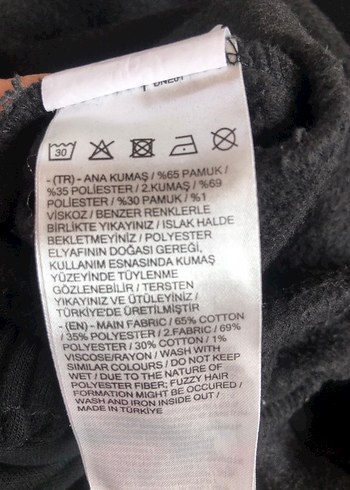 30
-(TR)- ANA KUMAŞ / %65 PAMUK /
%35 POLİESTER / 2.KUMAŞ / %69
POLİESTER / %30 PAMUK / %1
VİSKOZ / BENZER RENKLERLE
BİRLİKTE YIKAYINIZ / ISLAK HALDE
BEKLETMEYİNİZ / POLYESTER
ELYAFININ DOĞASI GEREĞİ,
KULLANIM ESNASINDA KUMAŞ
YÜZEYİNDE TÜYLENME
GÖZLENEBİLİR / TERSTEN
YIKAYINIZ VE ÜTÜLEYİNİZ /
TÜRKİYE'DE ÜRETİLMİŞTİR
-(EN)- MAIN FABRIC / 65% COTTON
/ 35% POLYESTER / 2.FABRIC / 69%
POLYESTER / 30% COTTON / 1%
VISCOSE/RAYON / WASH WITH
SIMILAR COLOURS / DO NOT KEEP
WET / DUE TO THE NATURE OF
POLYESTER FIBER; FUZZY HAIR
FORMATION MIGHT BE OCCURED /
WASH AND IRON INSIDE OUT /
MADE IN TÜRKİYE